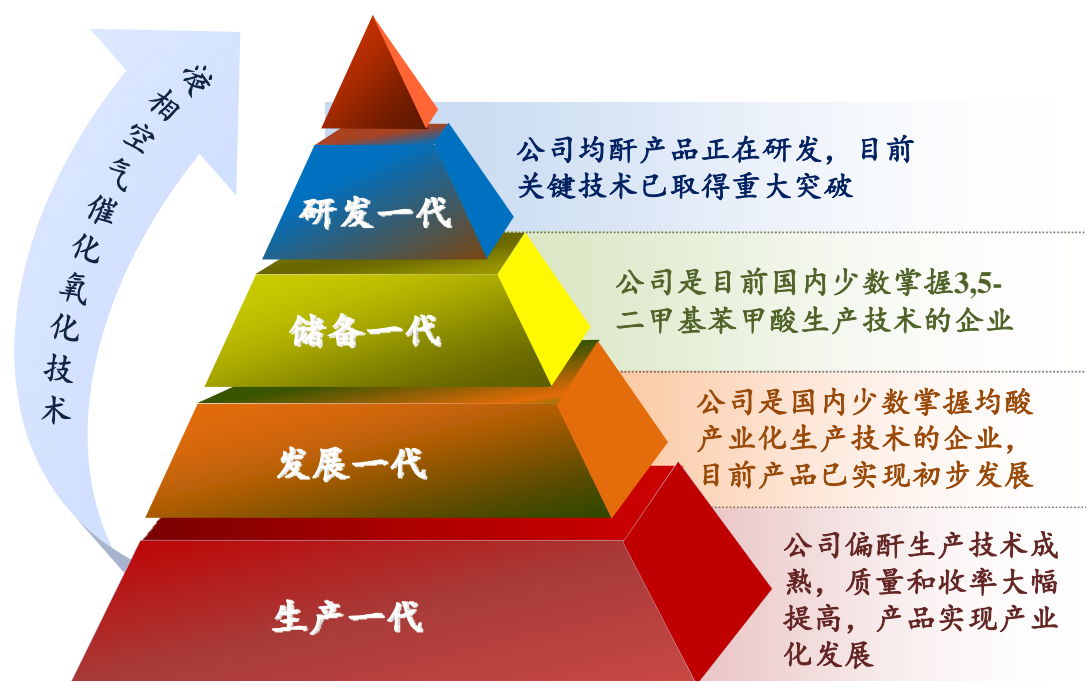 液相空气催化氧化技术
研发一代
公司均酐产品正在研发，目前
关键技术已取得重大突破
储备一代
公司是目前国内少数掌握3,5-
二甲基苯甲酸生产技术的企业
发展一代
公司是国内少数掌握均酸
产业化生产技术的企业，
目前产品已实现初步发展
生产一代
公司偏酐生产技术成
熟，质量和收率大幅
提高，产品实现产业
化发展